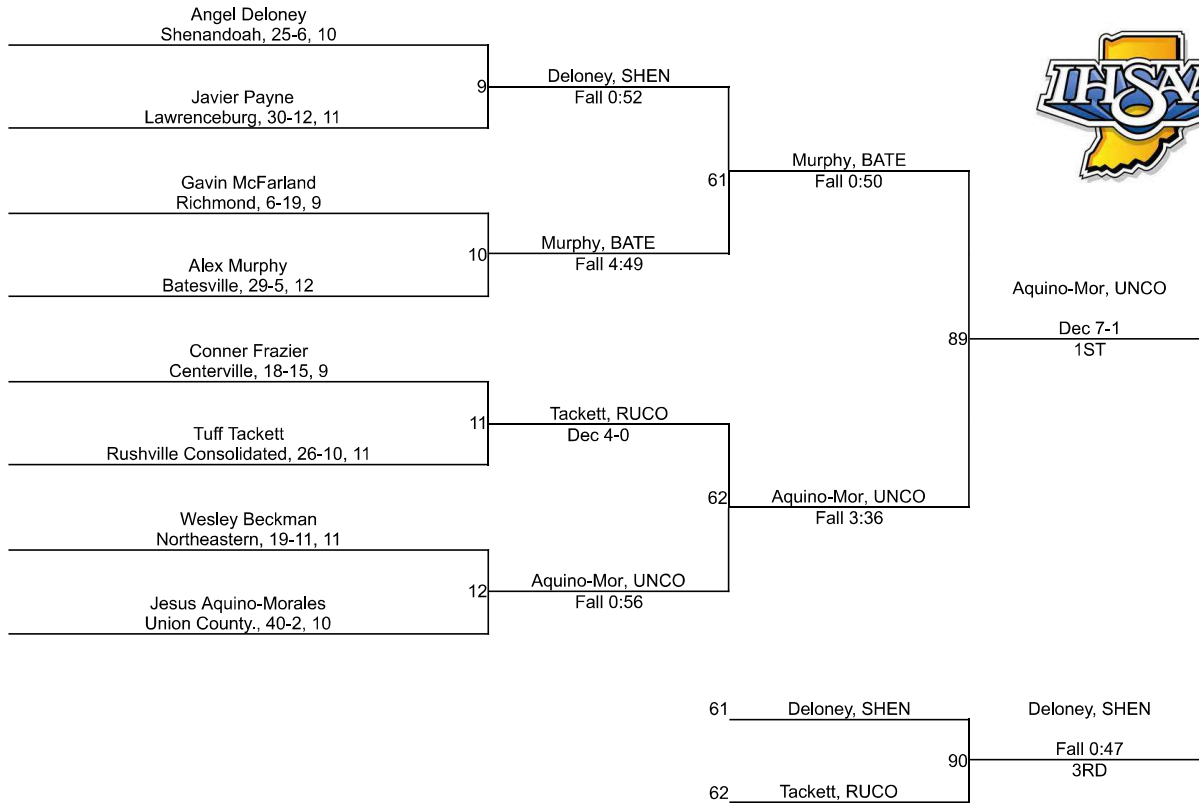 Angel Deloney
Shenandoah, 25-6, 10
Javier Payne
Lawrenceburg, 30-12, 11
Gavin McFarland
Richmond, 6-19, 9
Alex Murphy
Batesville, 29-5, 12
Conner Frazier
Centerville, 18-15, 9
Tuff Tackett
Rushville Consolidated, 26-10, 11
Wesley Beckman
Northeastern, 19-11, 11
Jesus Aquino-Morales
Union County., 40-2, 10
9
Deloney, SHEN
Fall 0:52
10
Murphy, BATE
Fall 4:49
11
Tackett, RUCO
Dec 4-0
12
Aquino-Mor, UNCO
Fall 0:56
61
Murphy, BATE
Fall 0:50
62
Aquino-Mor, UNCO
Fall 3:36
89
Aquino-Mor, UNCO
Dec 7-1
1ST
IHSAA
61
Deloney, SHEN
62
Tackett, RUCO
90
Deloney, SHEN
Fall 0:47
3RD